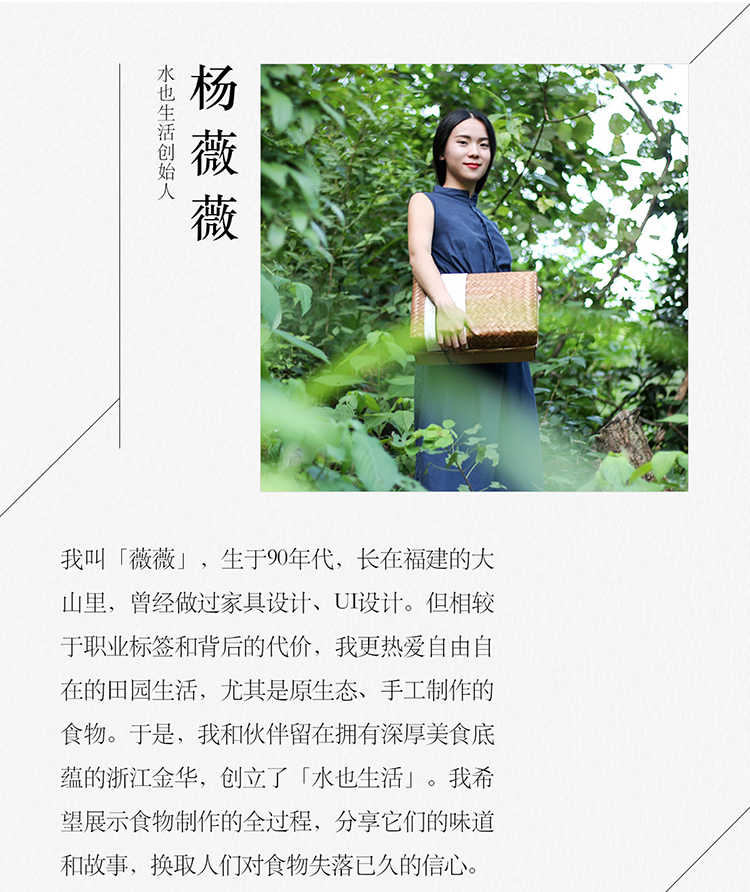 杨薇薇
水也生活创始人
我叫「薇薇」，生于90年代，长在福建的大
山里，曾经做过家具设计、UI设计。但相较
于职业标签和背后的代价，我更热爱自由自
在的田园生活，尤其是原生态、手工制作的
食物。于是，我和伙伴留在拥有深厚美食底
蕴的浙江金华，创立了「水也生活」。我希
望展示食物制作的全过程，分享它们的味道
和故事，换取人们对食物失落已久的信心。